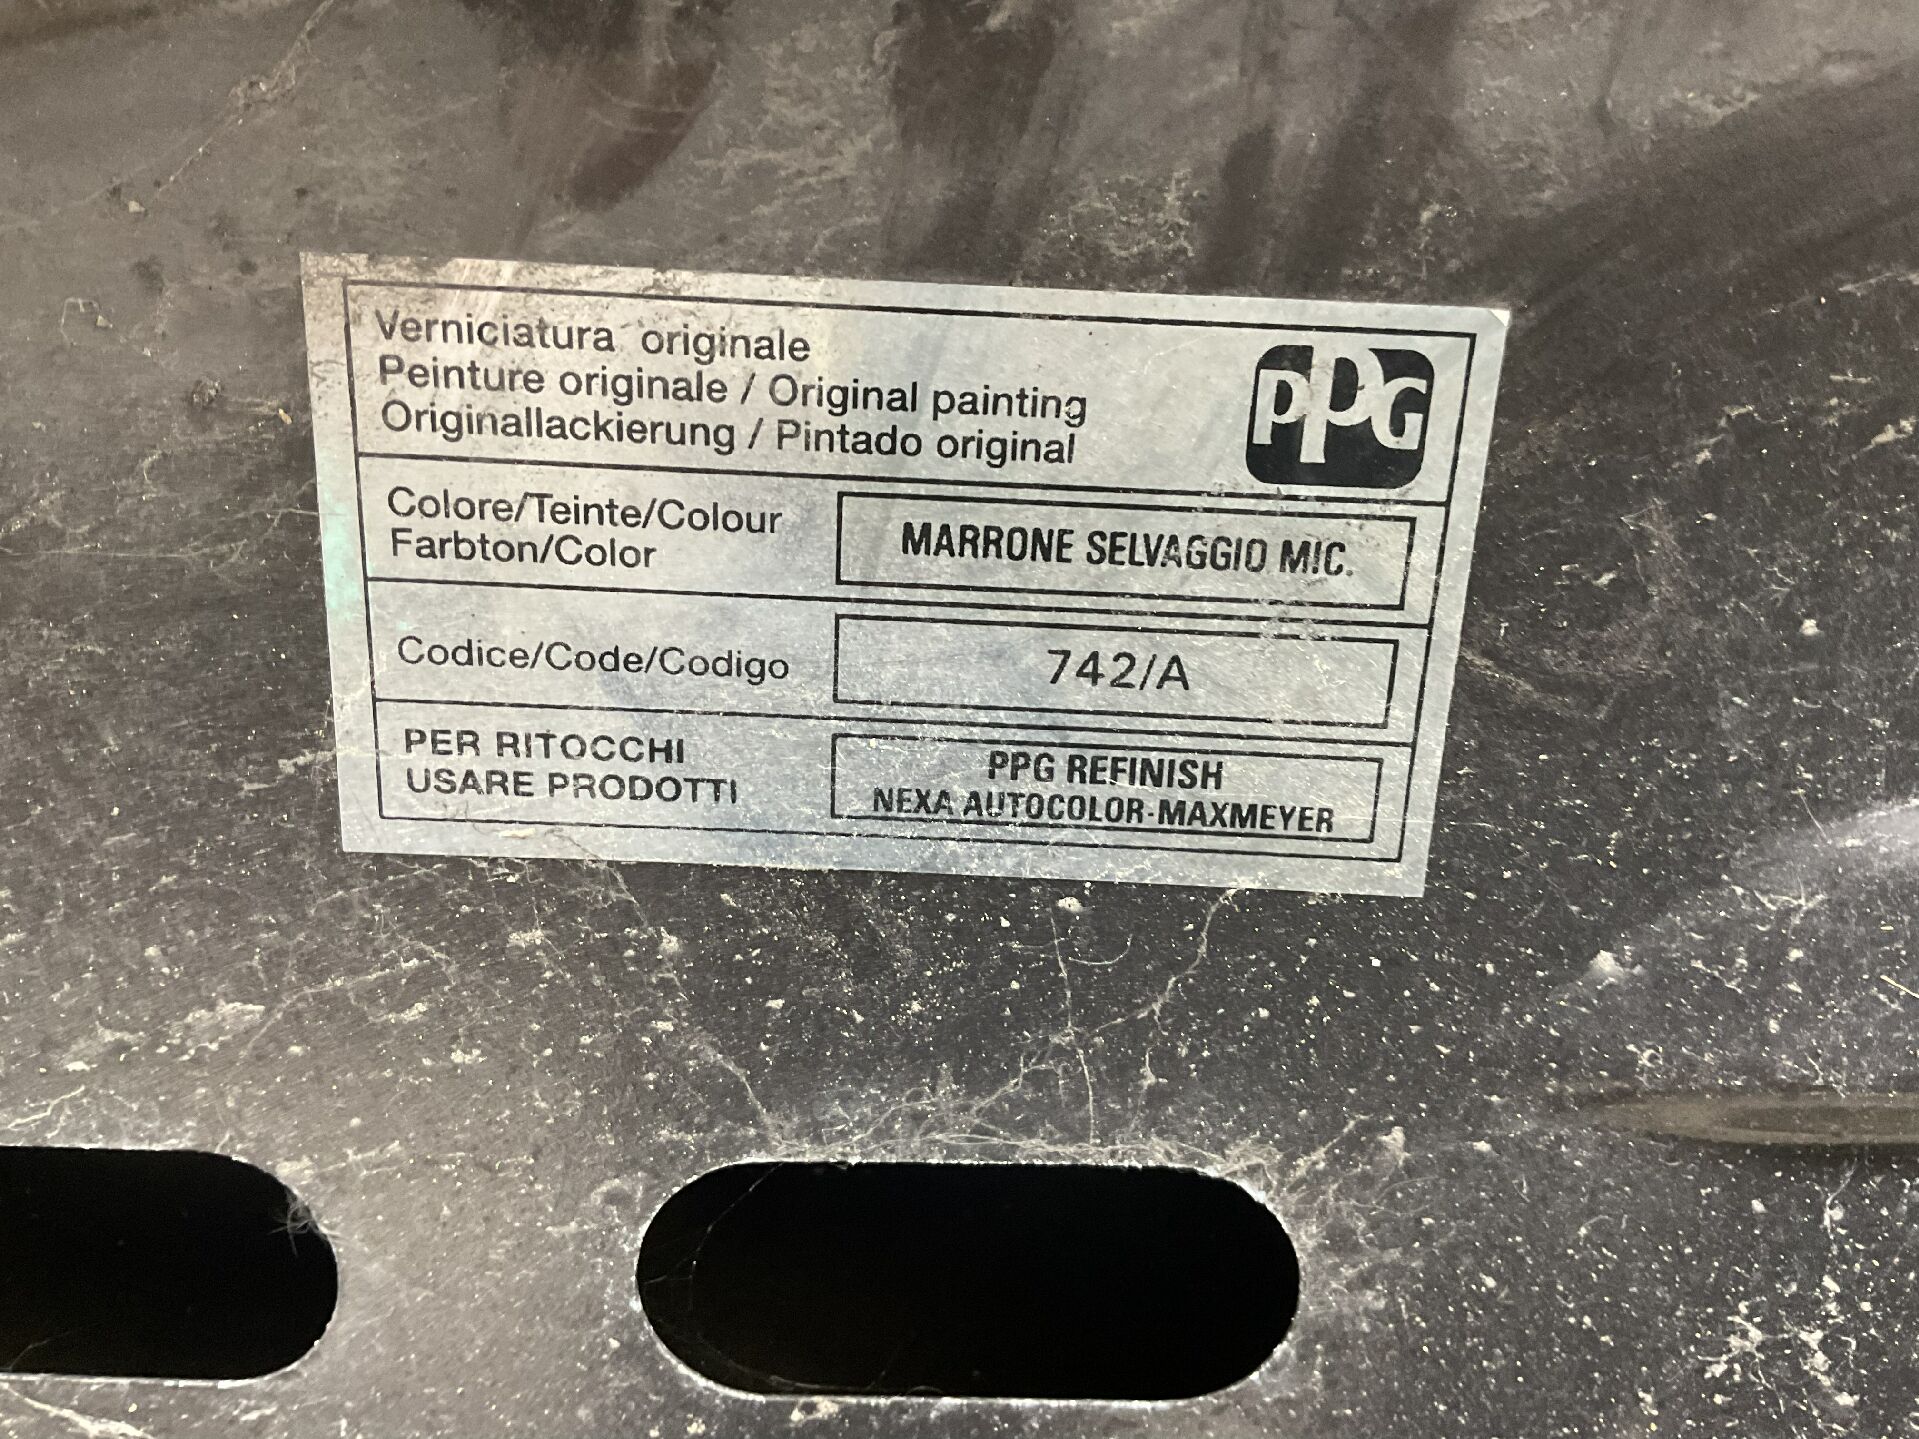 Verniciatura originale
Peinture originale / Original painting
Originallackierung / Pintado original
PPG
Colore/Teinte/Colour
Farbton/Color
MARRONE SELVAGGIO MIC.
Codice/Code/Codigo
742/A
PER RITOCCHI
USARE PRODOTTI
PPG REFINISH
NEXA AUTOCOLOR-MAXMEYER